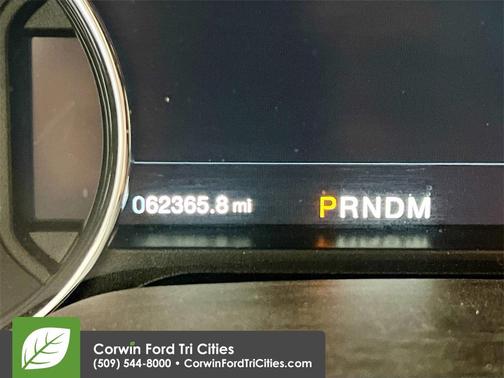 062365.8 mi PRNDM
Corwin Ford Tri Cities
(509) 544-8000 • CorwinFordTriCities.com